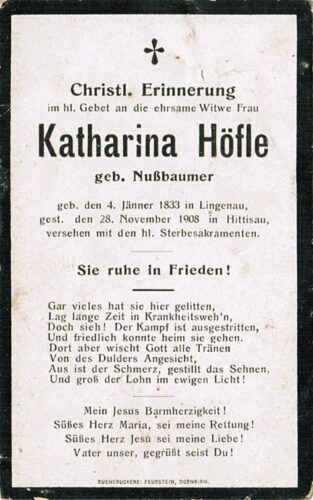 Christl. Erinnerung
im hl. Gebet an die ehrsame Witwe Frau
Katharina Höfle
geb. Nußbaumer
geb. den 4. Jänner 1833 in Lingenau,
gest. den 28. November 1908 in Hittisau,
versehen mit den hl. Sterbesakramenten.
Sie ruhe in Frieden!
Gar vieles hat sie hier gelitten,
Lag lange Zeit in Krankheitsweh'n,
Doch sieh! Der Kampf ist ausgestritten,
Und friedlich konnte heim sie gehen.
Dort aber wischt Gott alle Tränen
Von des Dulders Angesicht,
Aus ist der Schmerz, gestillt das Sehnen,
Und groß der Lohn im ewigen Licht!
Mein Jesus Barmherzigkeit!
Süßes Herz Maria, sei meine Rettung!
Süßes Herz Jesu sei meine Liebe!
Vater unser, gegrüßt seist Du!
BUCHDRUCKEREI FEURSTEIN, DORNBIRN.